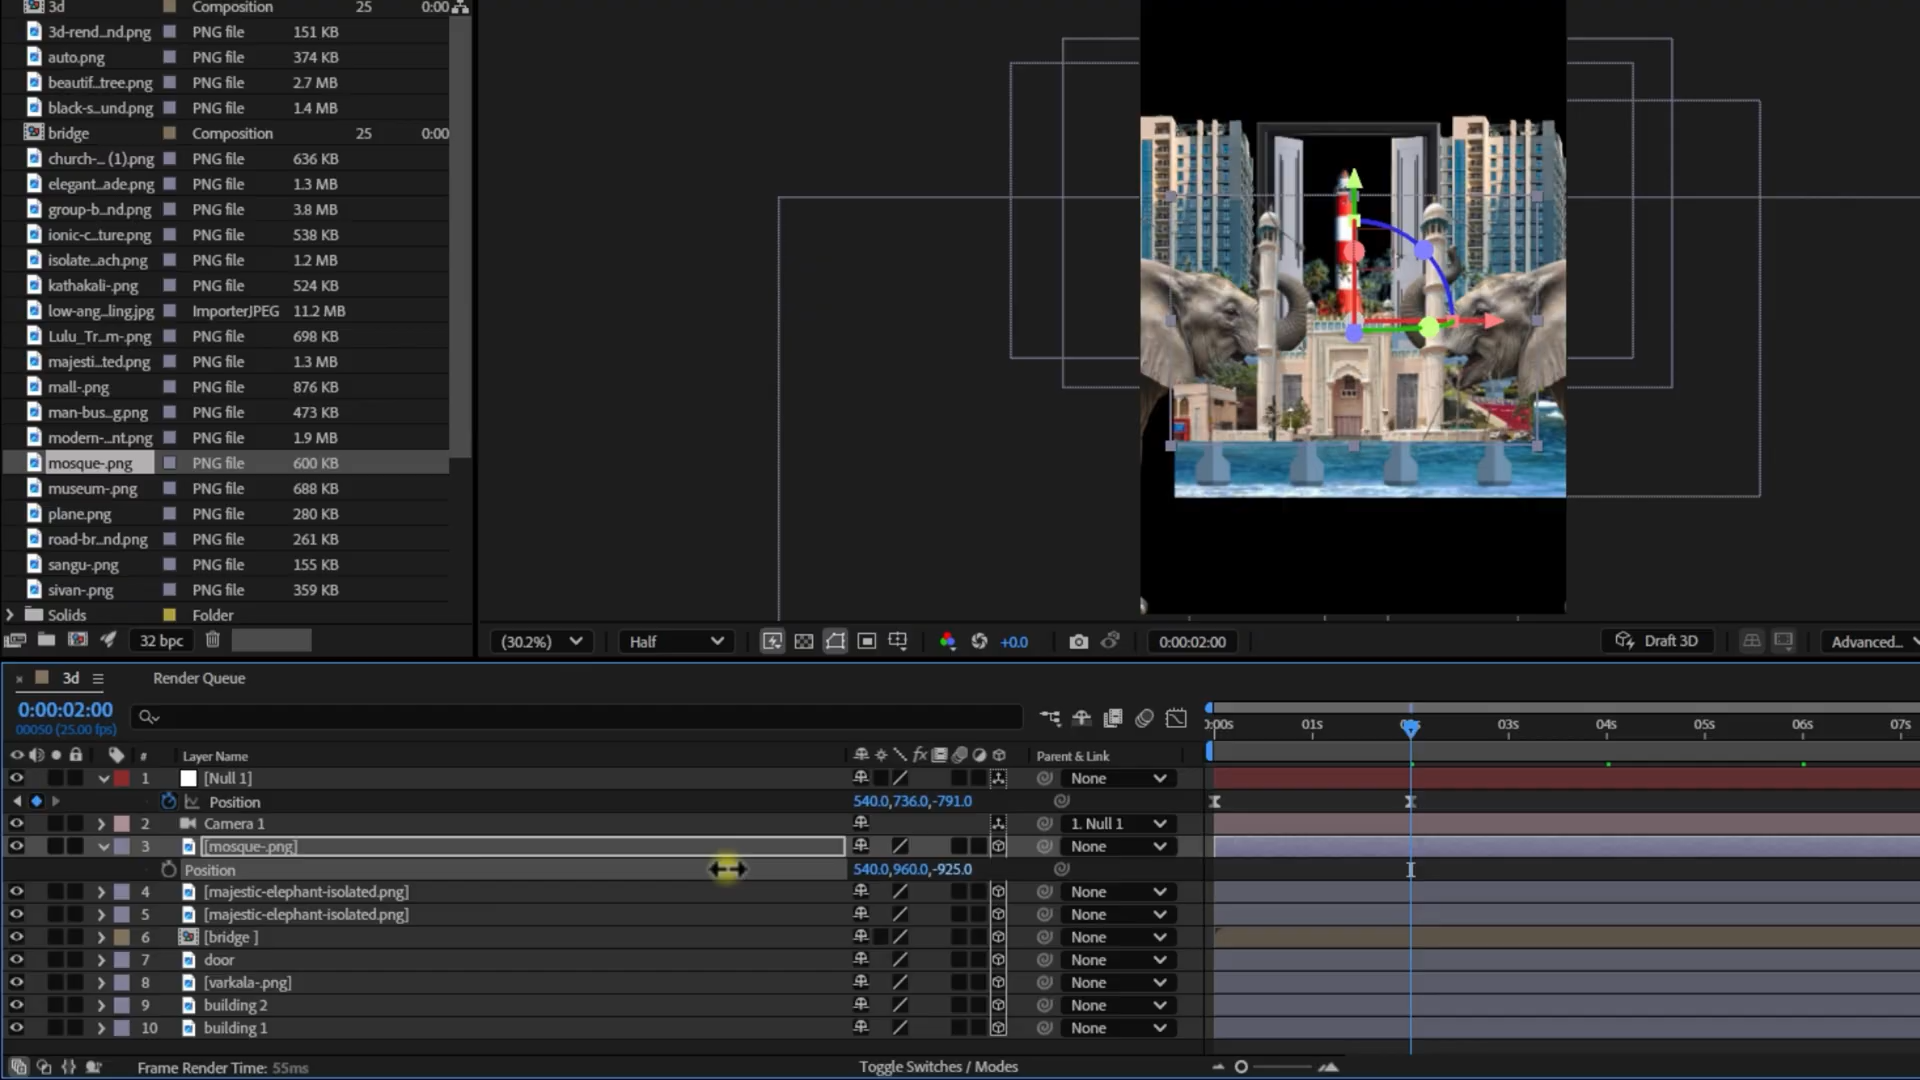 3d Composition 25 0:00
3d-rend...nd.png PNG file 151 KB
auto.png PNG file 374 KB
beautif...tree.png PNG file 2.7 MB
black-s...und.png PNG file 1.4 MB
bridge Composition 25 0:00
church-... (1).png PNG file 636 KB
elegant...ade.png PNG file 1.3 MB
group-b...nd.png PNG file 3.8 MB
ionic-c...ture.png PNG file 538 KB
isolate...ach.png PNG file 1.2 MB
kathakali-.png PNG file 524 KB
low-ang...ling.jpg ImporterJPEG 11.2 MB
Lulu_Tr...m-.png PNG file 698 KB
majesti...ted.png PNG file 1.3 MB
mall-.png PNG file 876 KB
man-bus...g.png PNG file 473 KB
modern-...nt.png PNG file 1.9 MB
mosque-.png PNG file 600 KB
museum-.png PNG file 688 KB
plane.png PNG file 280 KB
road-br...nd.png PNG file 261 KB
sangu-.png PNG file 155 KB
sivan-.png PNG file 359 KB
Solids Folder
32 bpc (30.2%) Half +0.0 0:00:02:00 Draft 3D Advanced...
3d Render Queue
0:00:02:00
00050 (25.00 fps)
0:00s 01s 03s 04s 05s 06s 07s
# Layer Name fx Parent & Link
1 [Null 1] None
Position 540.0,736.0,-791.0
2 Camera 1 1. Null 1
3 [mosque-.png] None
Position 540.0,960.0,-925.0
4 [majestic-elephant-isolated.png] None
5 [majestic-elephant-isolated.png] None
6 [bridge ] None
7 door None
8 [varkala-.png] None
9 building 2 None
10 building 1 None
Frame Render Time: 55ms Toggle Switches / Modes